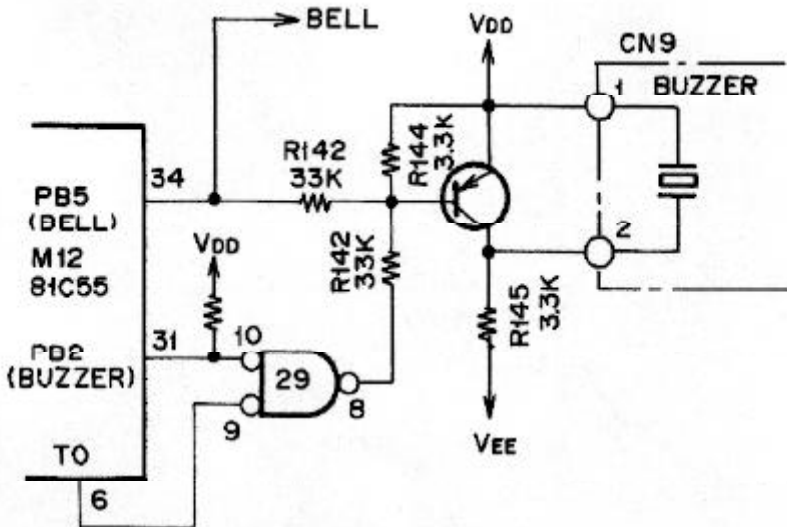 BELL
VDD
CN9
1
BUZZER
R142
33K
R144
3.3K
34
PB5
(BELL)
M12
81C55
VDD
R142
33K
2
R145
3.3K
31
10
PB2
(BUZZER)
29
8
9
VEE
TO
6